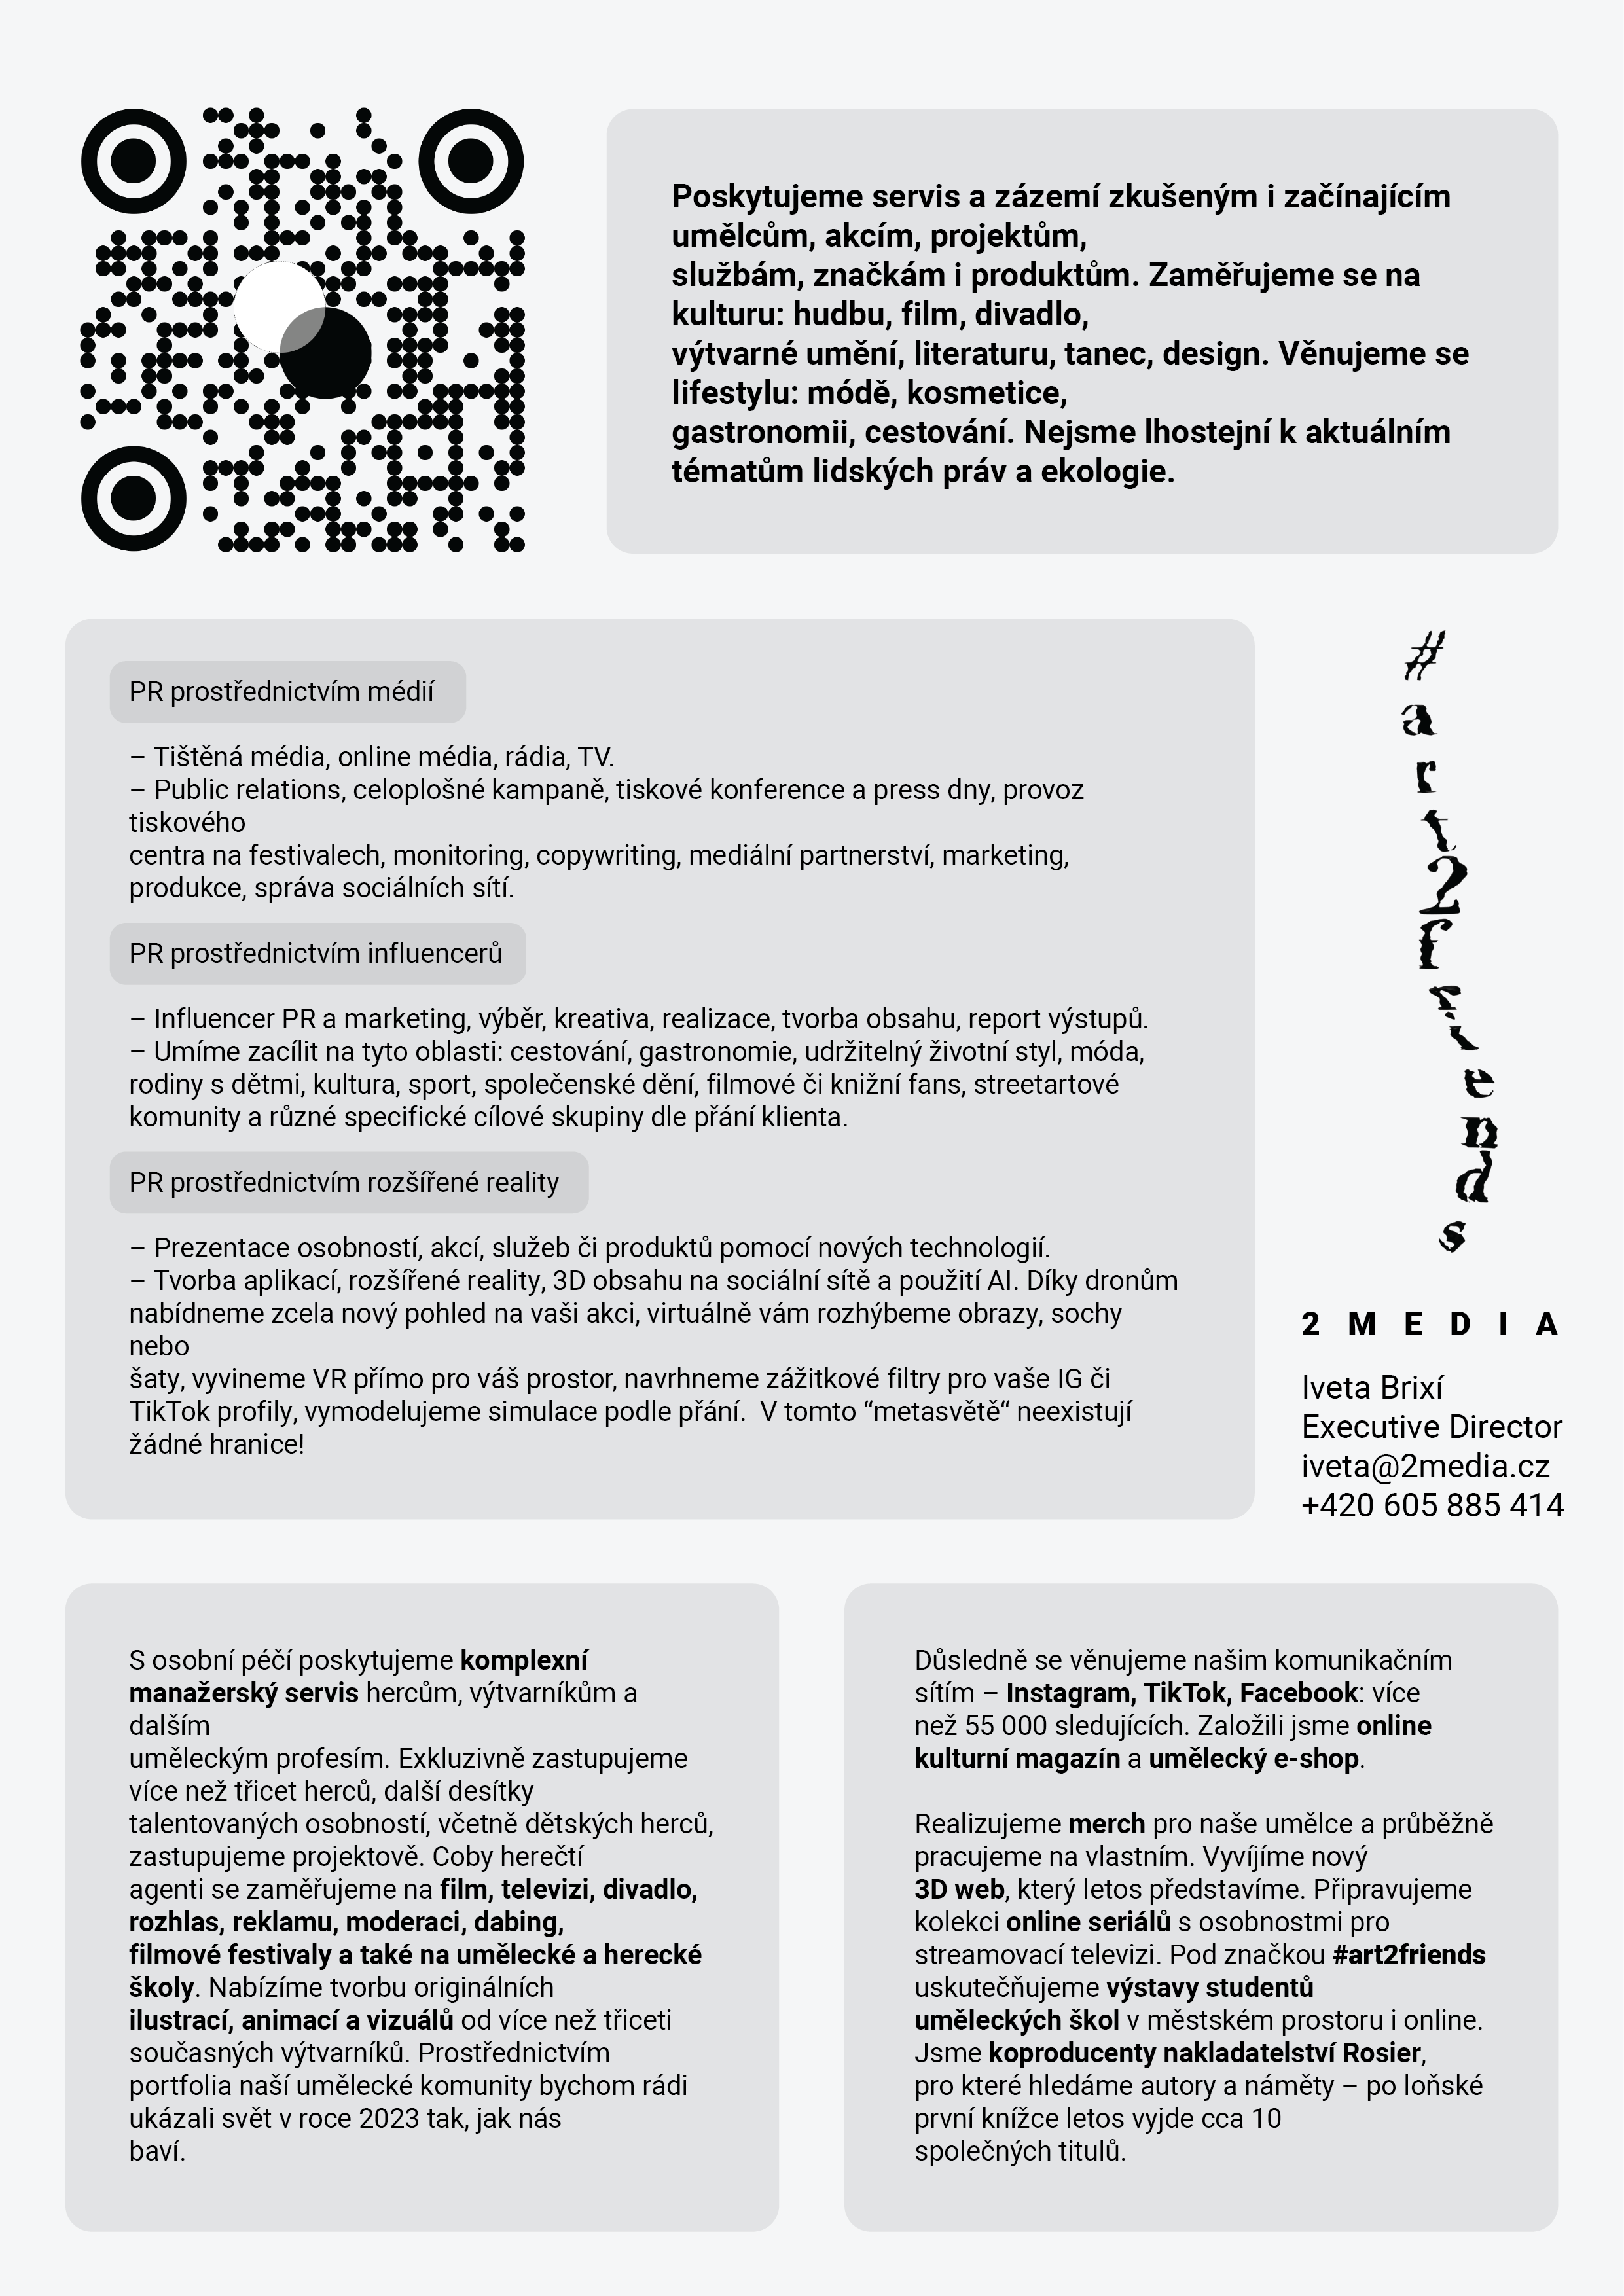 Poskytujeme servis a zázemí zkušeným i začínajícím
umělcům, akcím, projektům,
službám, značkám i produktům. Zaměřujeme se na
kulturu: hudbu, film, divadlo,
výtvarné umění, literaturu, tanec, design. Věnujeme se
lifestylu: módě, kosmetice,
gastronomii, cestování. Nejsme lhostejní k aktuálním
tématům lidských práv a ekologie.
PR prostřednictvím médií
– Tištěná média, online média, rádia, TV.
– Public relations, celoplošné kampaně, tiskové konference a press dny, provoz
tiskového
centra na festivalech, monitoring, copywriting, mediální partnerství, marketing,
produkce, správa sociálních sítí.
PR prostřednictvím influencerů
– Influencer PR a marketing, výběr, kreativa, realizace, tvorba obsahu, report výstupů.
– Umíme zacílit na tyto oblasti: cestování, gastronomie, udržitelný životní styl, móda,
rodiny s dětmi, kultura, sport, společenské dění, filmové či knižní fans, streetartové
komunity a různé specifické cílové skupiny dle přání klienta.
PR prostřednictvím rozšířené reality
– Prezentace osobností, akcí, služeb či produktů pomocí nových technologií.
– Tvorba aplikací, rozšířené reality, 3D obsahu na sociální sítě a použití AI. Díky dronům
nabídneme zcela nový pohled na vaši akci, virtuálně vám rozhýbeme obrazy, sochy
nebo
šaty, vyvineme VR přímo pro váš prostor, navrhneme zážitkové filtry pro vaše IG či
TikTok profily, vymodelujeme simulace podle přání.  V tomto “metasvětě“ neexistují
žádné hranice!
#art2friends
2 MEDIA
Iveta Brixí
Executive Director
iveta@2media.cz
+420 605 885 414
S osobní péčí poskytujeme komplexní
manažerský servis hercům, výtvarníkům a
dalším
uměleckým profesím. Exkluzivně zastupujeme
více než třicet herců, další desítky
talentovaných osobností, včetně dětských herců,
zastupujeme projektově. Coby herečtí
agenti se zaměřujeme na film, televizi, divadlo,
rozhlas, reklamu, moderaci, dabing,
filmové festivaly a také na umělecké a herecké
školy. Nabízíme tvorbu originálních
ilustrací, animací a vizuálů od více než třiceti
současných výtvarníků. Prostřednictvím
portfolia naší umělecké komunity bychom rádi
ukázali svět v roce 2023 tak, jak nás
baví.
Důsledně se věnujeme našim komunikačním
sítím – Instagram, TikTok, Facebook: více
než 55 000 sledujících. Založili jsme online
kulturní magazín a umělecký e-shop.
Realizujeme merch pro naše umělce a průběžně
pracujeme na vlastním. Vyvíjíme nový
3D web, který letos představíme. Připravujeme
kolekci online seriálů s osobnostmi pro
streamovací televizi. Pod značkou #art2friends
uskutečňujeme výstavy studentů
uměleckých škol v městském prostoru i online.
Jsme koproducenty nakladatelství Rosier,
pro které hledáme autory a náměty – po loňské
první knížce letos vyjde cca 10
společných titulů.